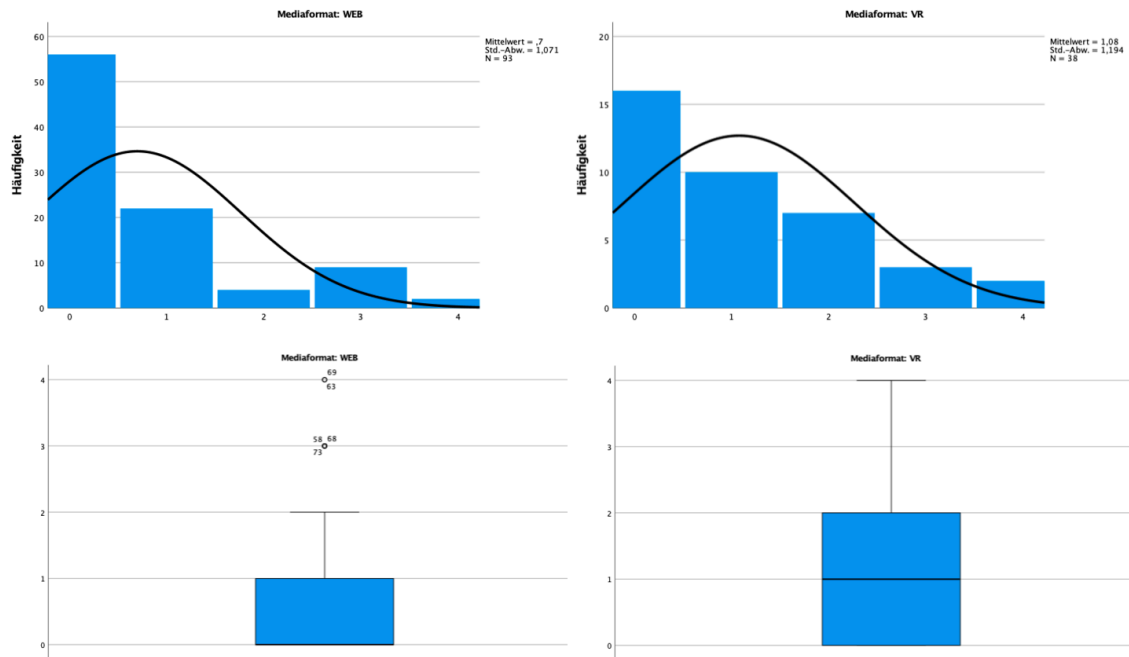 Mediaformat: WEB
Mittelwert = ,7
Std.-Abw. = 1,071
N = 93
Häufigkeit
60
50
40
30
20
10
0
0 1 2 3 4
Mediaformat: VR
Mittelwert = 1,08
Std.-Abw. = 1,194
N = 38
Häufigkeit
20
15
10
5
0
0 1 2 3 4
Mediaformat: WEB
4
3
2
1
0
69
63
58 68
73
Mediaformat: VR
4
3
2
1
0